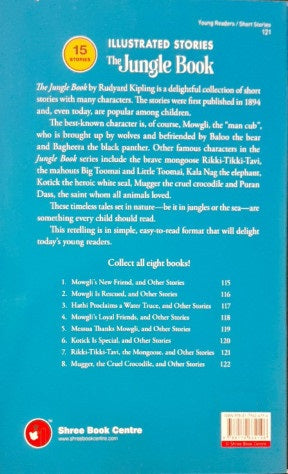 Young Readers / Short Stories
121
15
STORIES
ILLUSTRATED STORIES
The Jungle Book
The Jungle Book by Rudyard Kipling is a delightful collection of short
stories with many characters. The stories were first published in 1894
and, even today, are popular among children.
The best-known character is, of course, Mowgli, the "man cub",
who is brought up by wolves and befriended by Baloo the bear
and Bagheera the black panther. Other famous characters in the
Jungle Book series include the brave mongoose Rikki-Tikki-Tavi,
the mahouts Big Toomai and Little Toomai, Kala Nag the elephant,
Kotick the heroic white seal, Mugger the cruel crocodile and Puran
Dass, the saint whom all animals loved.
These timeless tales set in nature—be it in jungles or the sea—are
something every child should read.
This retelling is in simple, easy-to-read format that will delight
today's young readers.
Collect all eight books!
1. Mowgli's New Friend, and Other Stories 115
2. Mowgli Is Rescued, and Other Stories 116
3. Hathi Proclaims a Water Truce, and Other Stories 117
4. Mowgli's Loyal Friends, and Other Stories 118
5. Messua Thanks Mowgli, and Other Stories 119
6. Kotick Is Special, and Other Stories 120
7. Rikki-Tikki-Tavi, the Mongoose, and Other Stories 121
8. Mugger, the Cruel Crocodile, and Other Stories 122
Shree Book Centre
www.shreebookcentre.com
© Shree Book Centre